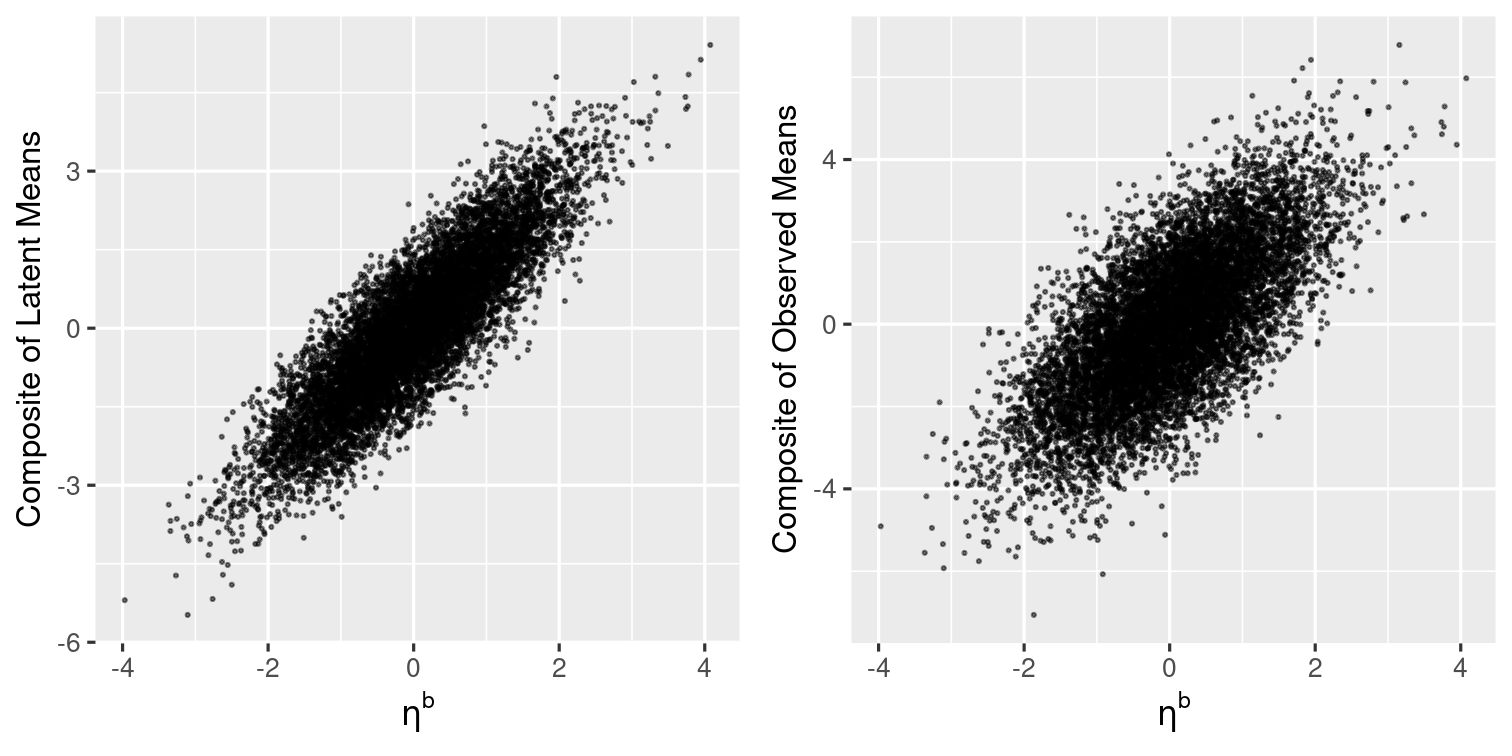 Composite of Latent Means
3
0
-3
-6
-4 -2 0 2 4
ηᵇ
Composite of Observed Means
4
0
-4
-4 -2 0 2 4
ηᵇ